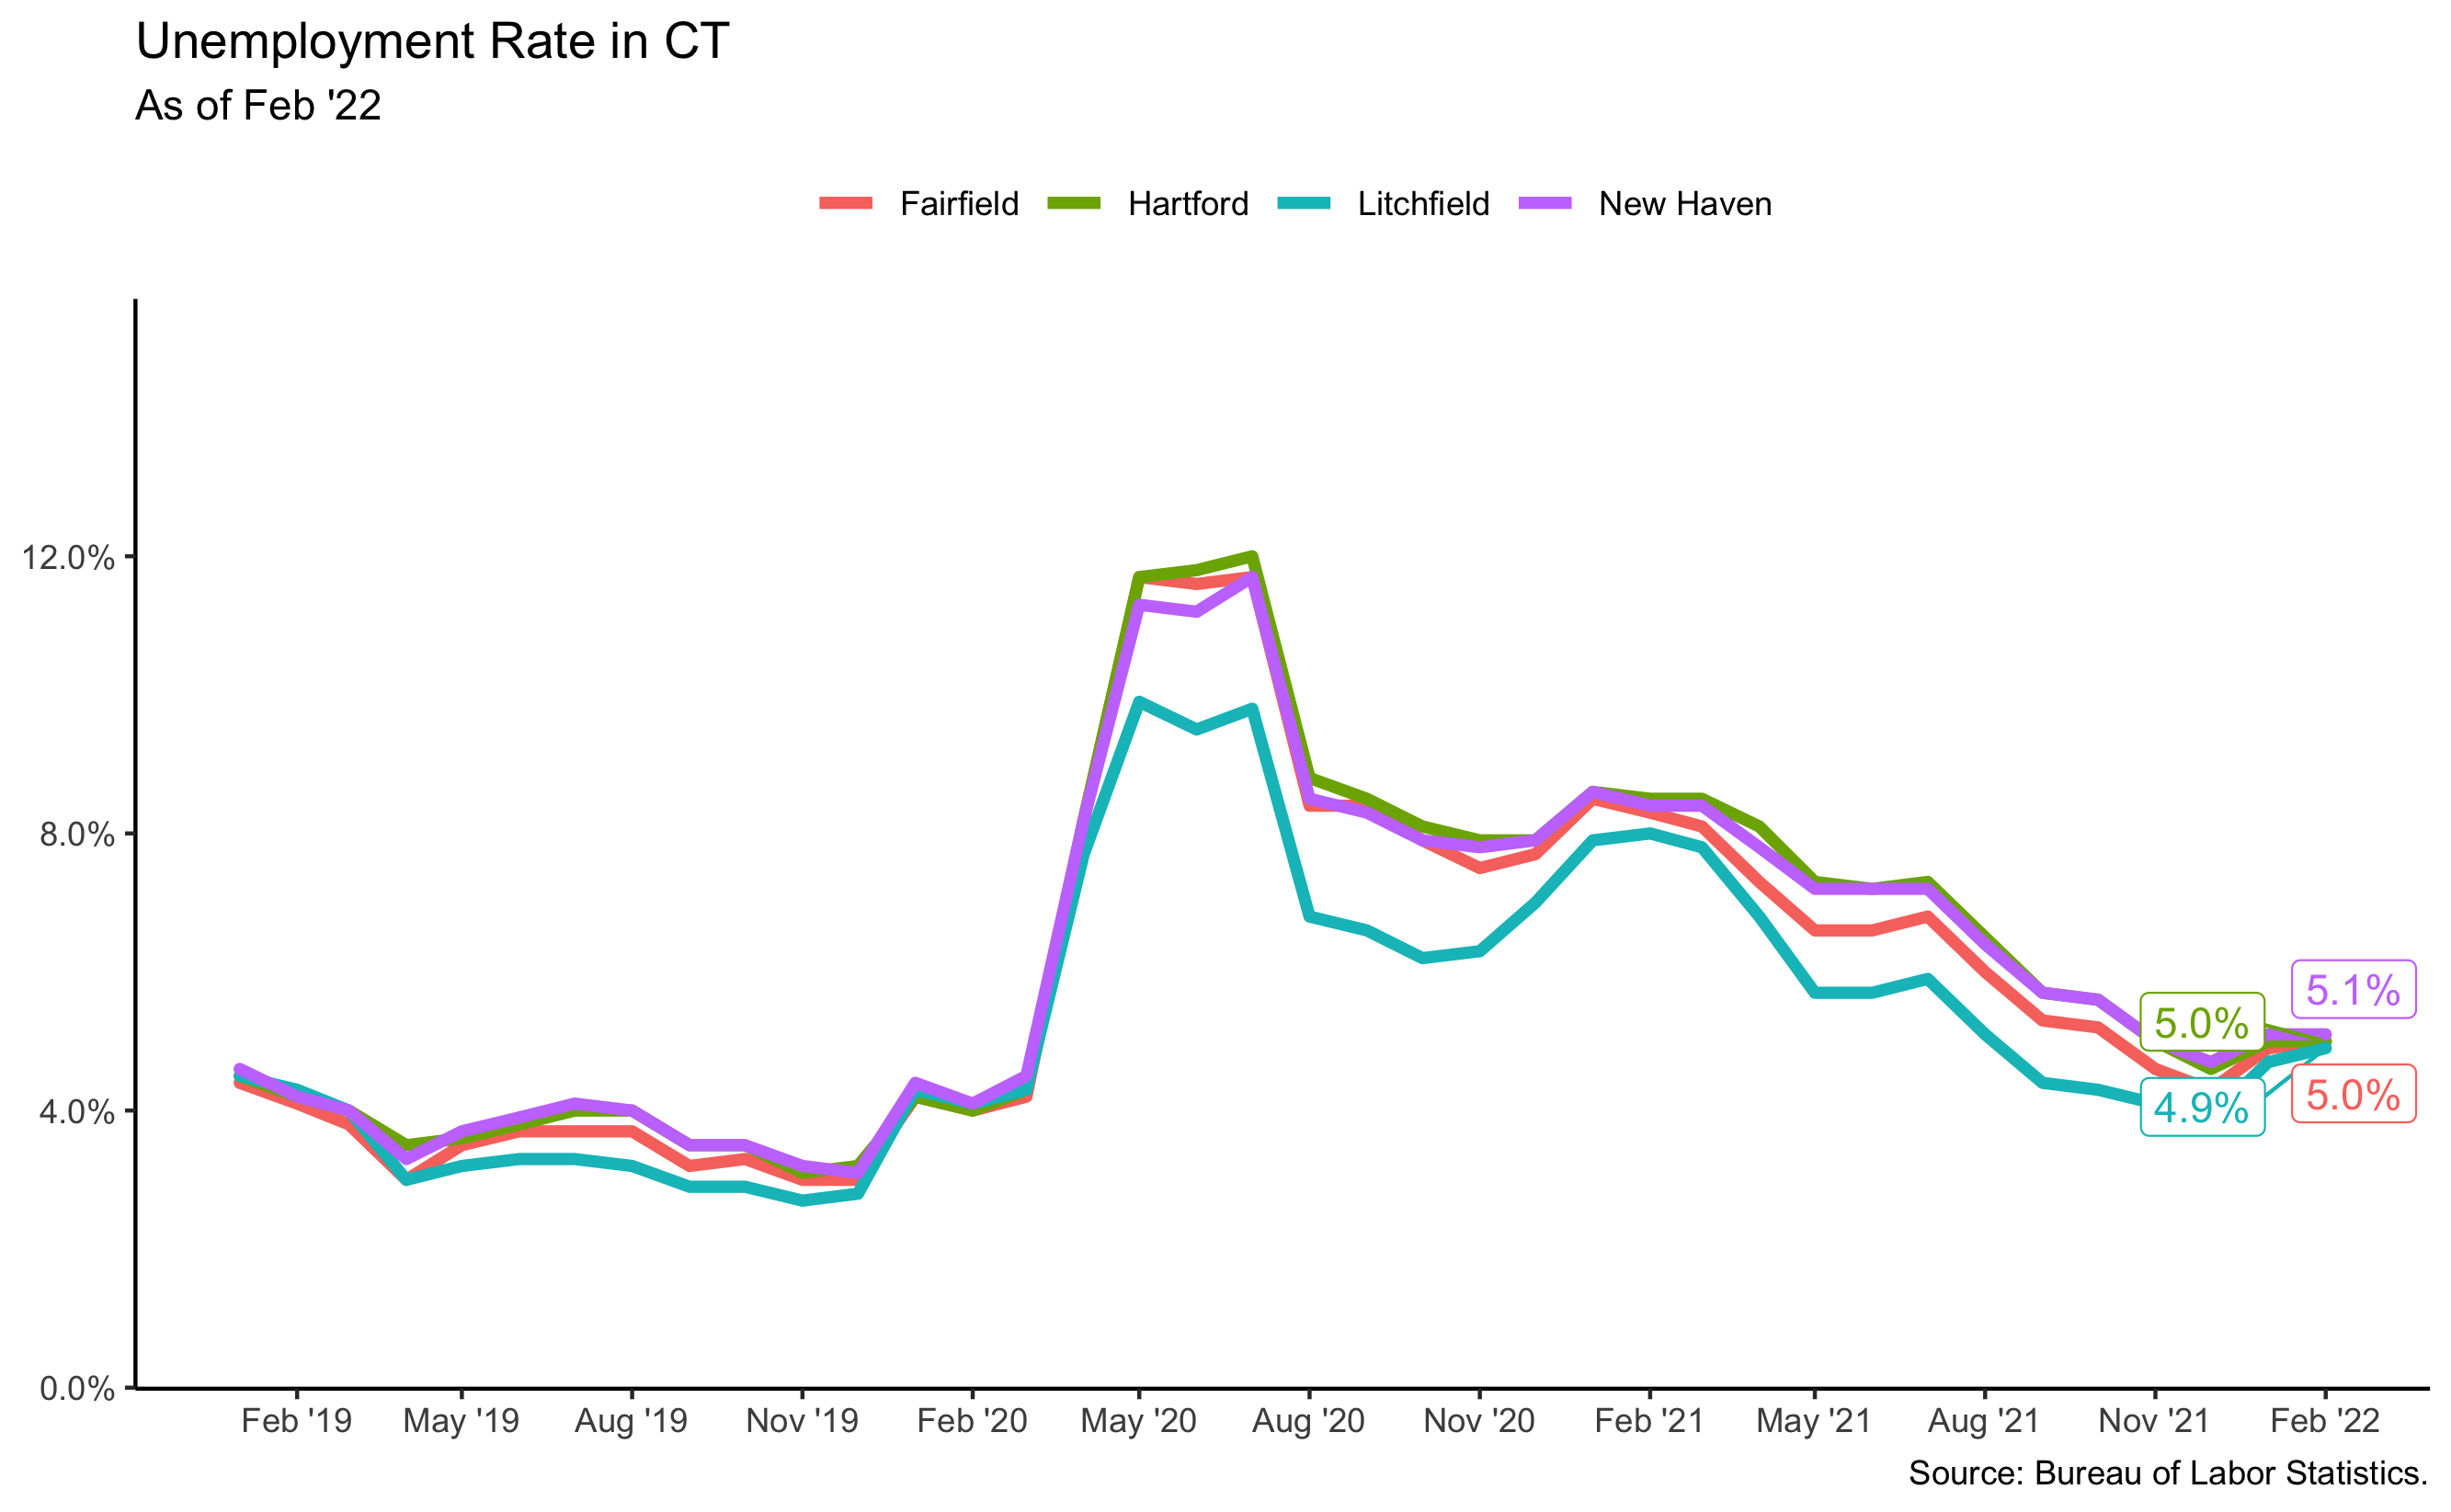 Unemployment Rate in CT
As of Feb '22
Fairfield Hartford Litchfield New Haven
12.0%
8.0%
4.0%
0.0%
5.1%
5.0%
5.0%
4.9%
Feb '19 May '19 Aug '19 Nov '19 Feb '20 May '20 Aug '20 Nov '20 Feb '21 May '21 Aug '21 Nov '21 Feb '22
Source: Bureau of Labor Statistics.